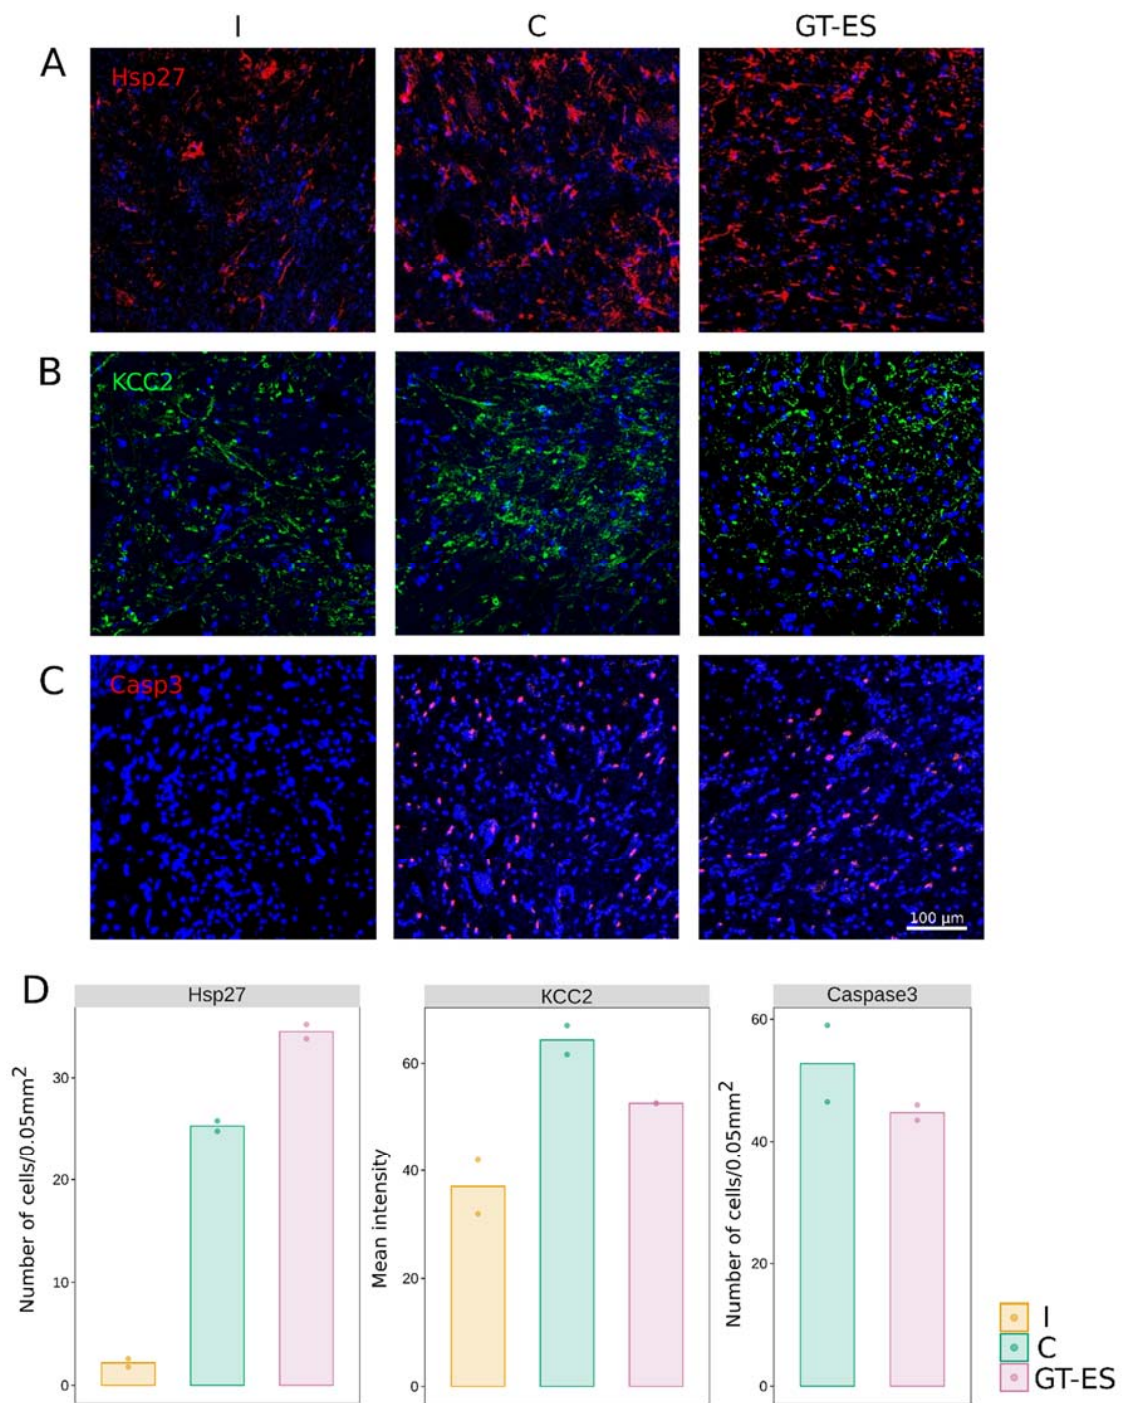 I C GT-ES
A Hsp27
B KCC2
C Casp3
100 µm
D
Hsp27
Number of cells/0.05mm²
30
20
10
0
KCC2
Mean intensity
60
40
20
0
Caspase3
Number of cells/0.05mm²
60
40
20
0
I
C
GT-ES